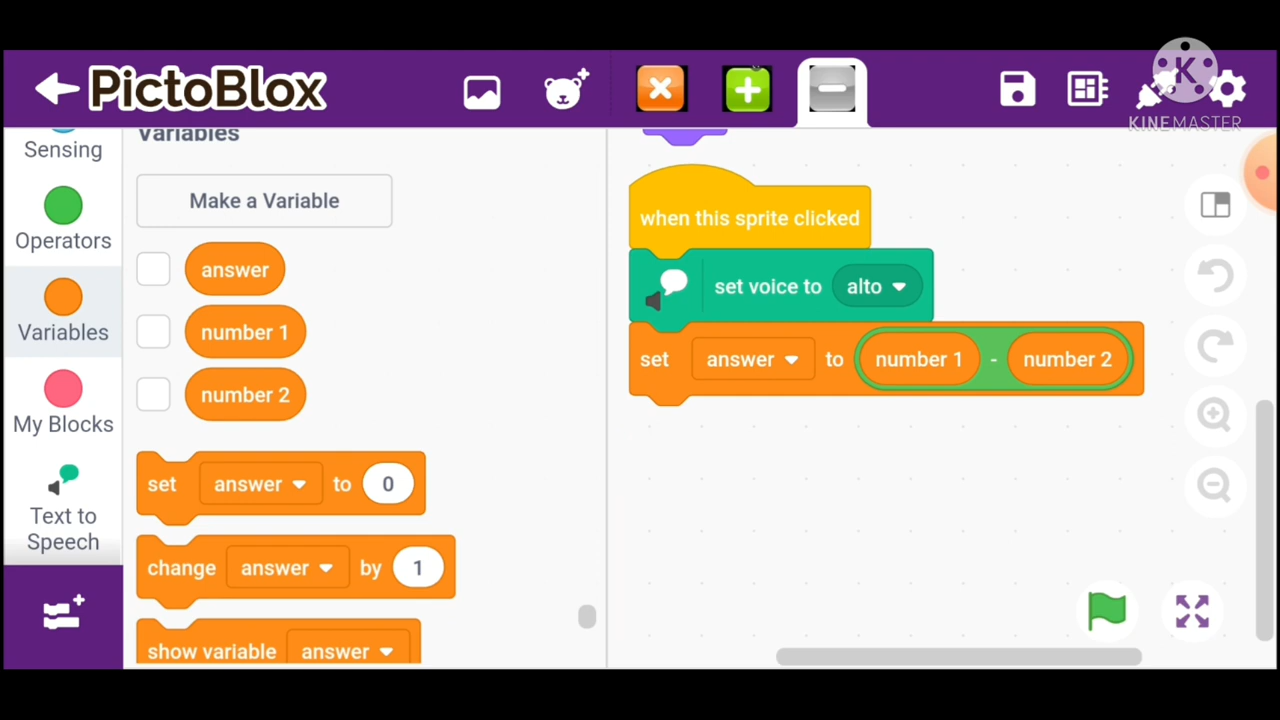 PictoBlox
K
KINEMASTER
Sensing
Operators
Variables
My Blocks
Text to
Speech
Variables
Make a Variable
answer
number 1
number 2
set answer to 0
change answer by 1
show variable answer
when this sprite clicked
set voice to alto
set answer to number 1 - number 2